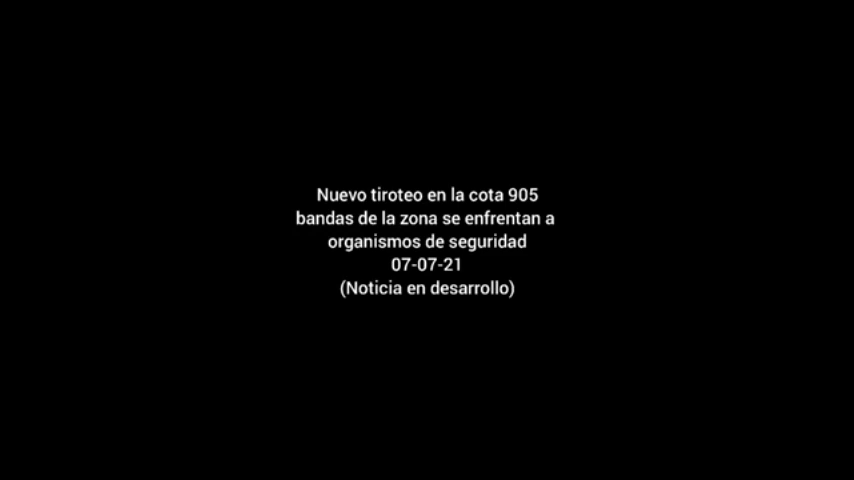 Nuevo tiroteo en la cota 905
bandas de la zona se enfrentan a
organismos de seguridad
07-07-21
(Noticia en desarrollo)